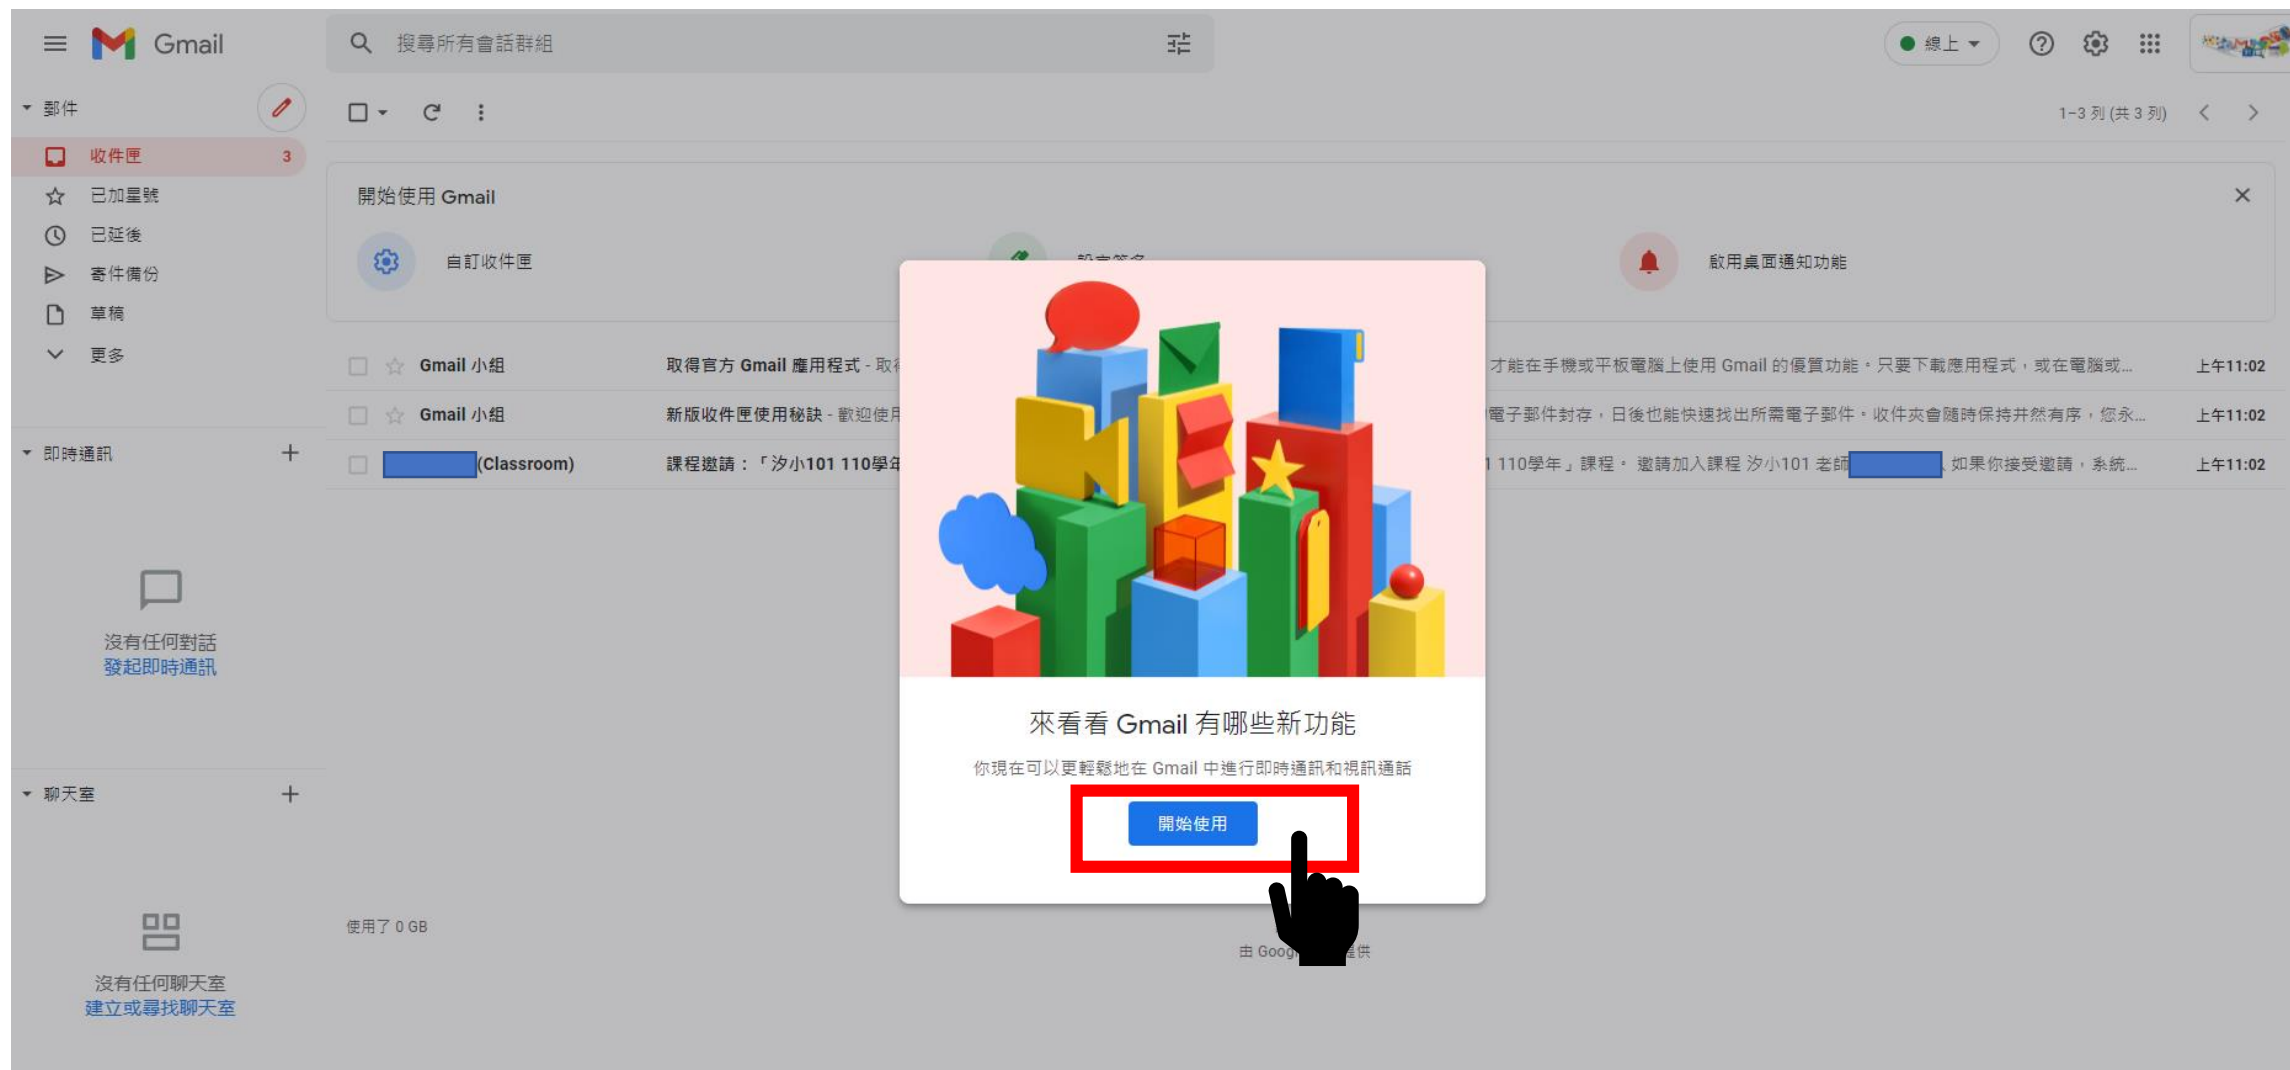 Gmail
搜尋所有會話群組
線上
郵件
1-3 列 (共 3 列)
收件匣 3
已加星號
已延後
寄件備份
草稿
更多
開始使用 Gmail
自訂收件匣
設定簽名
啟用桌面通知功能
Gmail 小組 取得官方 Gmail 應用程式 - 取 才能在手機或平板電腦上使用 Gmail 的優質功能。只要下載應用程式，或在電腦或... 上午11:02
Gmail 小組 新版收件匣使用秘訣 - 歡迎使用 電子郵件封存，日後也能快速找出所需電子郵件。收件夾會隨時保持井然有序，您永... 上午11:02
(Classroom) 課程邀請：「汐小101 110學年 110學年」課程。 邀請加入課程 汐小101 老師 如果你接受邀請，系統... 上午11:02
即時通訊
沒有任何對話
發起即時通訊
來看看 Gmail 有哪些新功能
你現在可以更輕鬆地在 Gmail 中進行即時通訊和視訊通話
開始使用
聊天室
使用了 0 GB
由 Goog 提供
沒有任何聊天室
建立或尋找聊天室